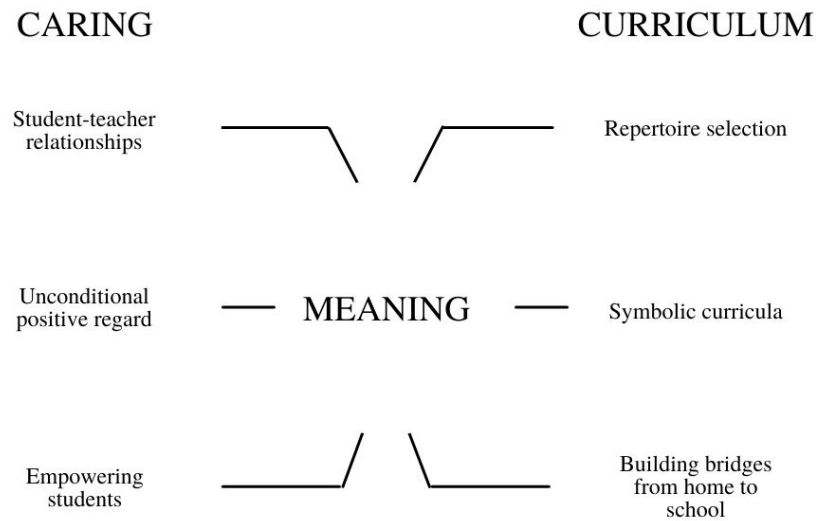 CARING
CURRICULUM
Student-teacher
relationships
Repertoire selection
Unconditional
positive regard
MEANING
Symbolic curricula
Empowering
students
Building bridges
from home to
school